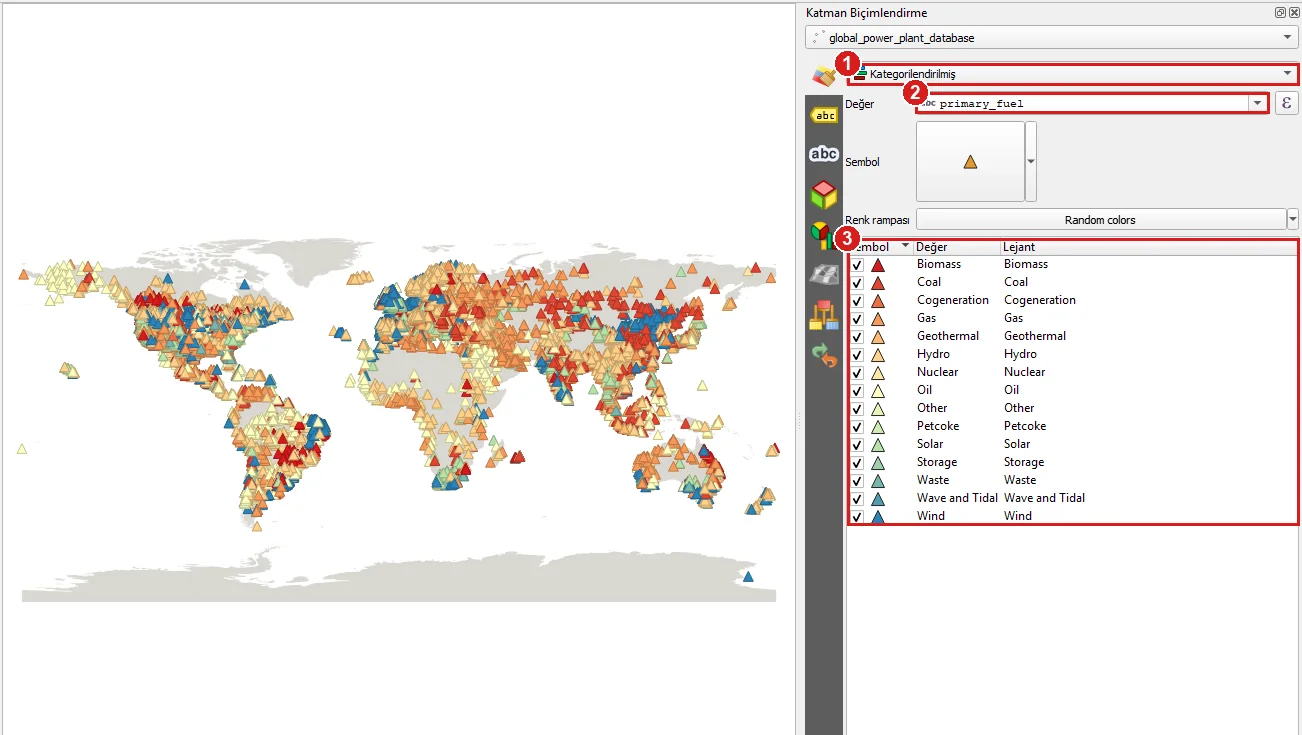 Katman Biçimlendirme
global_power_plant_database
1
Kategorilendirilmiş
2
Değer
abc primary_fuel
ε
abc
abc
Sembol
Renk rampası
Random colors
3
embol Değer Lejant
Biomass Biomass
Coal Coal
Cogeneration Cogeneration
Gas Gas
Geothermal Geothermal
Hydro Hydro
Nuclear Nuclear
Oil Oil
Other Other
Petcoke Petcoke
Solar Solar
Storage Storage
Waste Waste
Wave and Tidal Wave and Tidal
Wind Wind